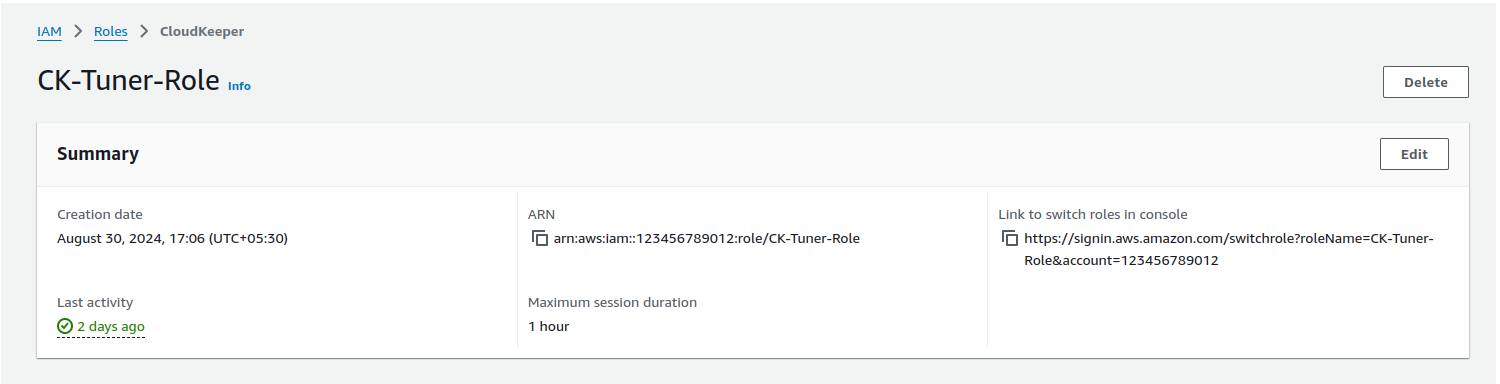 IAM > Roles > CloudKeeper
CK-Tuner-Role Info
Delete
Summary
Edit
Creation date
August 30, 2024, 17:06 (UTC+05:30)
ARN
arn:aws:iam::123456789012:role/CK-Tuner-Role
Link to switch roles in console
https://signin.aws.amazon.com/switchrole?roleName=CK-Tuner-
Role&account=123456789012
Last activity
2 days ago
Maximum session duration
1 hour